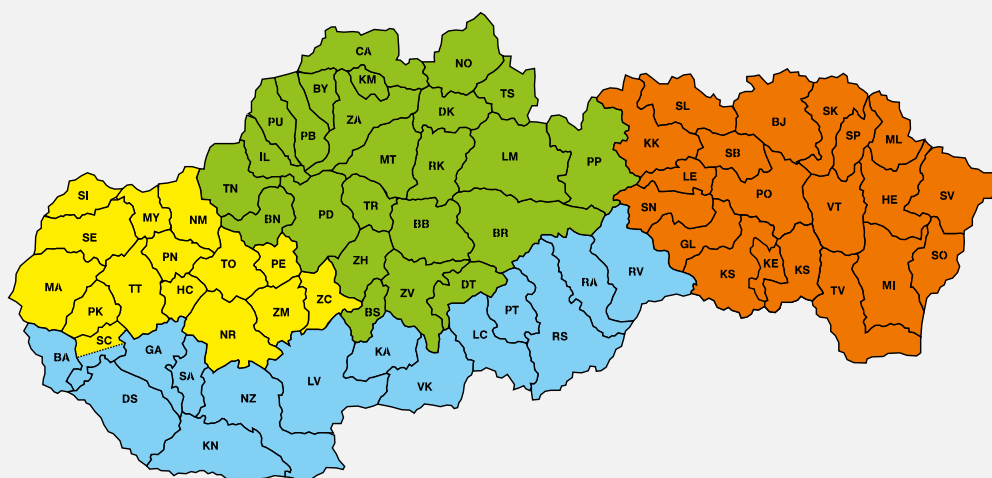 CA
NO
KM
BY
TS
PU
PB
ZA
DK
IL
MT
RK
LM
PP
TN
BN
PD
TR
BB
BR
ZH
ZV
DT
BS
SL
BJ
SK
SP
ML
KK
SB
LE
PO
SN
VT
HE
SV
GL
KS
KE
KS
SO
TV
MI
SI
MY
NM
SE
PN
TO
PE
MA
TT
HC
PK
ZM
ZC
SC
NR
BA
GA
SA
DS
NZ
KN
LV
KA
VK
LC
PT
RA
RV
RS